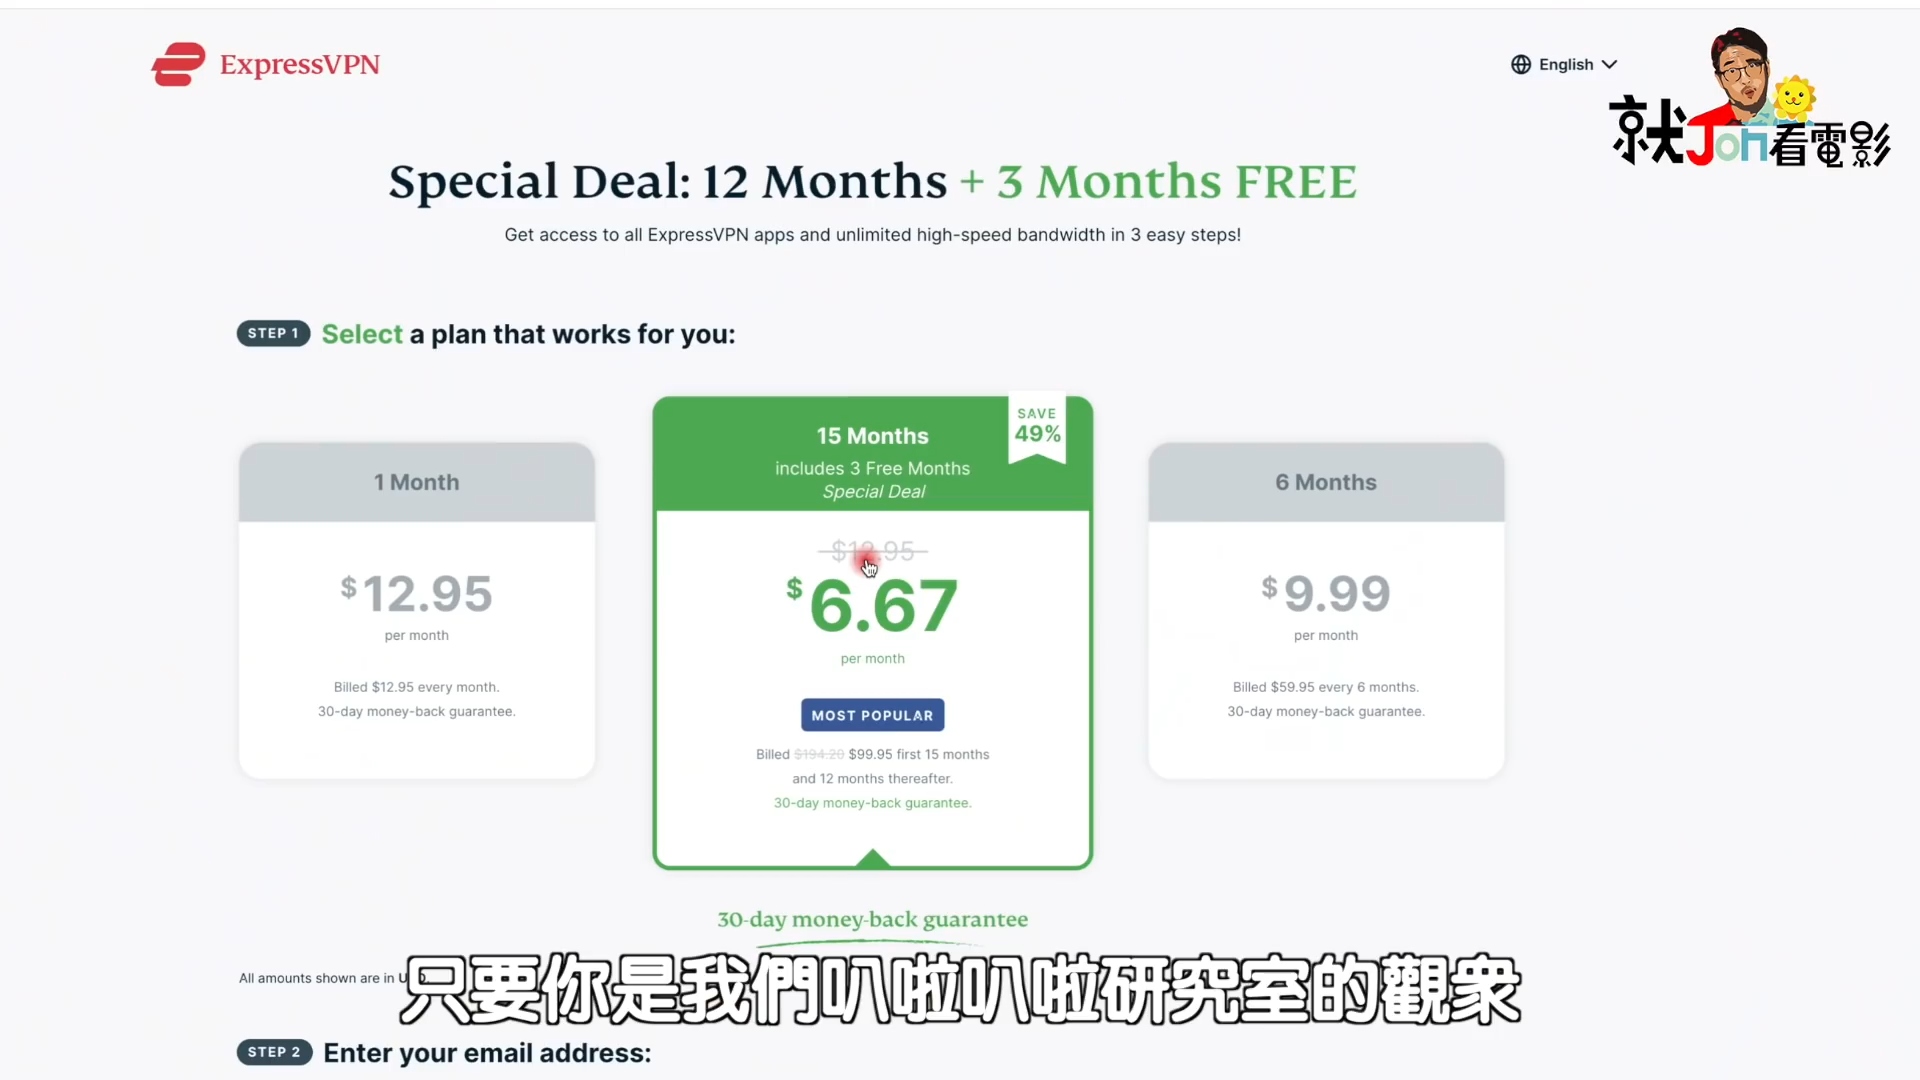 ExpressVPN
English
就Jon看電影
Special Deal: 12 Months + 3 Months FREE
Get access to all ExpressVPN apps and unlimited high-speed bandwidth in 3 easy steps!
STEP 1 Select a plan that works for you:
1 Month
$12.95
per month
Billed $12.95 every month.
30-day money-back guarantee.
SAVE
49%
15 Months
includes 3 Free Months
Special Deal
$12.95
$6.67
per month
MOST POPULAR
Billed $194.20 $99.95 first 15 months
and 12 months thereafter.
30-day money-back guarantee.
6 Months
$9.99
per month
Billed $59.95 every 6 months.
30-day money-back guarantee.
30-day money-back guarantee
All amounts shown are in
只要你是我們叭啦叭啦研究室的觀眾
STEP 2 Enter your email address: